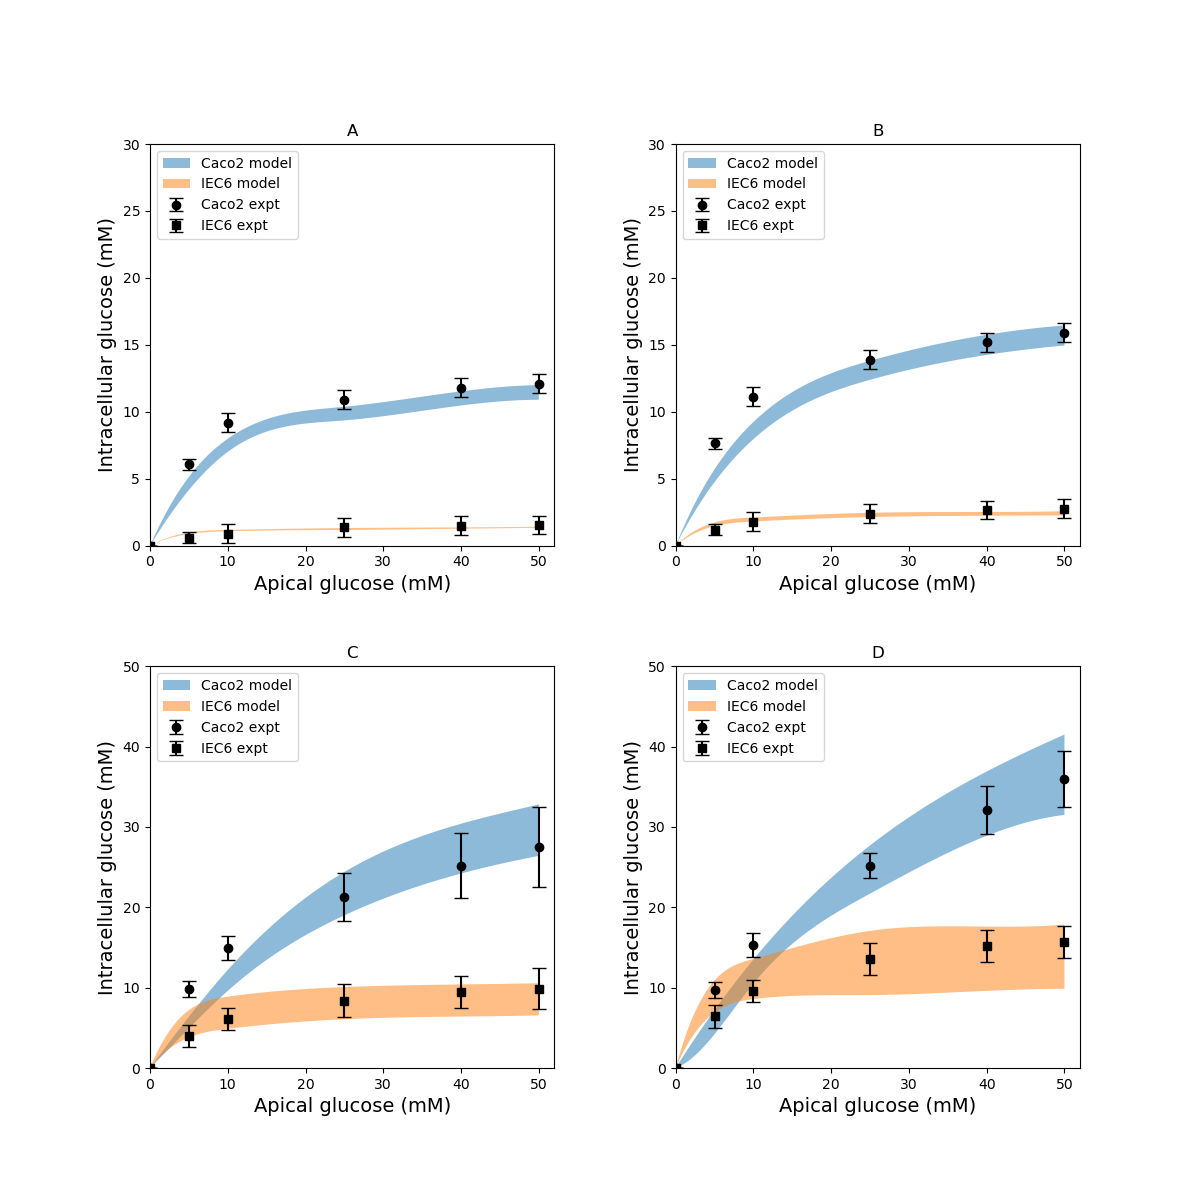 A
30
25
20
15
10
5
0
Intracellular glucose (mM)
Caco2 model
IEC6 model
Caco2 expt
IEC6 expt
0 10 20 30 40 50
Apical glucose (mM)
B
30
25
20
15
10
5
0
Intracellular glucose (mM)
Caco2 model
IEC6 model
Caco2 expt
IEC6 expt
0 10 20 30 40 50
Apical glucose (mM)
C
50
40
30
20
10
0
Intracellular glucose (mM)
Caco2 model
IEC6 model
Caco2 expt
IEC6 expt
0 10 20 30 40 50
Apical glucose (mM)
D
50
40
30
20
10
0
Intracellular glucose (mM)
Caco2 model
IEC6 model
Caco2 expt
IEC6 expt
0 10 20 30 40 50
Apical glucose (mM)